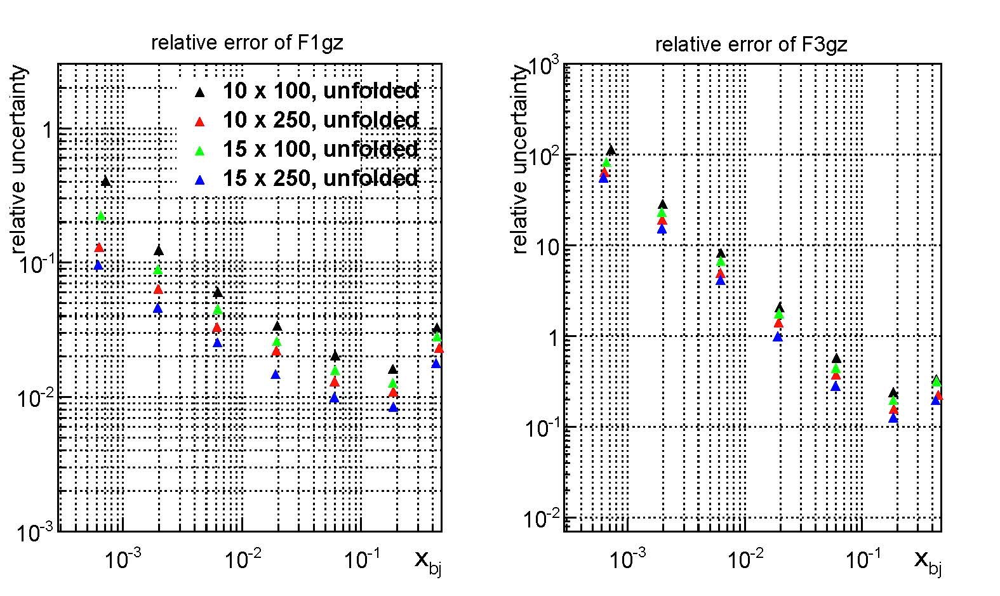 relative error of F1gz
relative uncertainty
10 x 100, unfolded
10 x 250, unfolded
15 x 100, unfolded
15 x 250, unfolded
1
10⁻¹
10⁻²
10⁻³
10⁻³ 10⁻² 10⁻¹ x_bj
relative error of F3gz
relative uncertainty
10³
10²
10
1
10⁻¹
10⁻²
10⁻³ 10⁻² 10⁻¹ x_bj